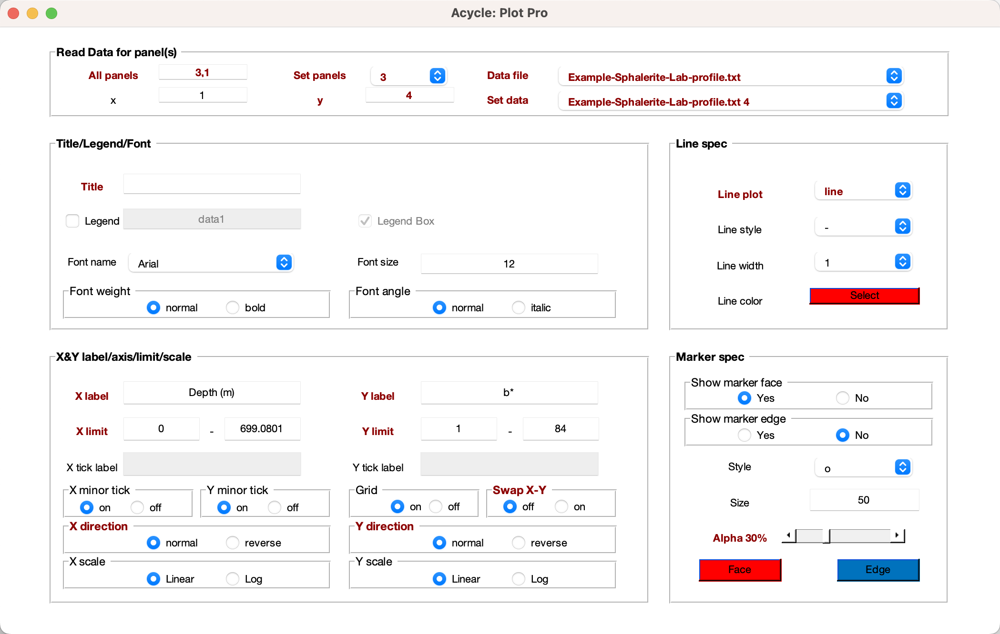 Acycle: Plot Pro
Read Data for panel(s)
All panels 3,1 Set panels 3 Data file Example-Sphalerite-Lab-profile.txt
x 1 y 4 Set data Example-Sphalerite-Lab-profile.txt 4
Title/Legend/Font
Title
Legend data1 Legend Box
Font name Arial Font size 12
Font weight Font angle
normal bold normal italic
Line spec
Line plot line
Line style -
Line width 1
Line color Select
X&Y label/axis/limit/scale
X label Depth (m) Y label b*
X limit 0 - 699.0801 Y limit 1 - 84
X tick label Y tick label
X minor tick Y minor tick Grid Swap X-Y
on off on off on off off on
X direction Y direction
normal reverse normal reverse
X scale Y scale
Linear Log Linear Log
Marker spec
Show marker face
Yes No
Show marker edge
Yes No
Style o
Size 50
Alpha 30%
Face Edge